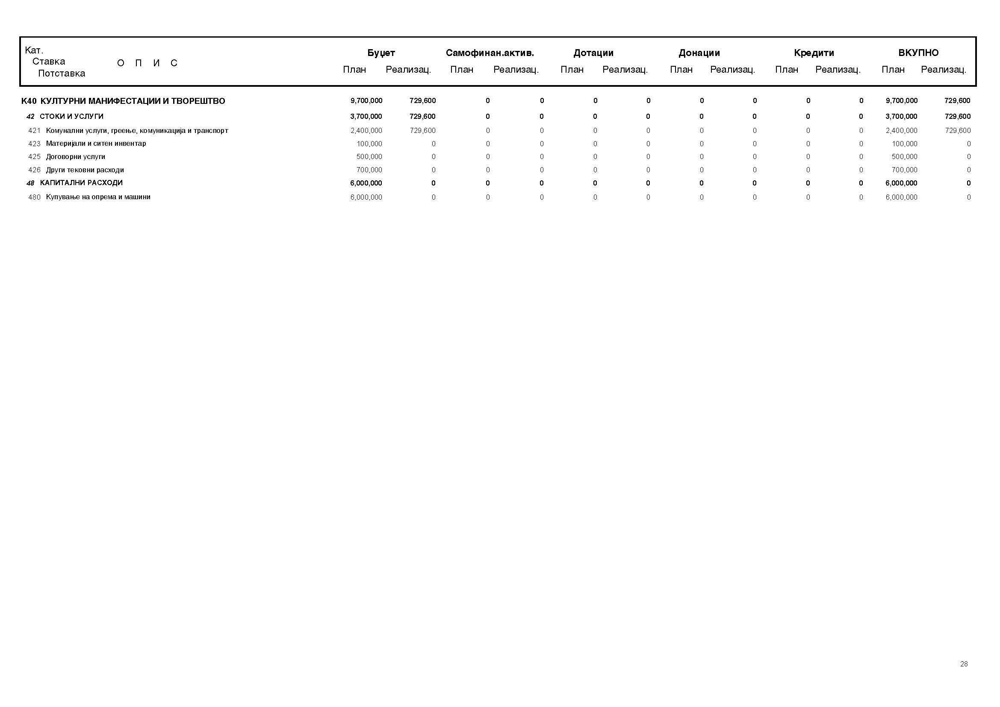 Кат.
Ставка
Потставка
О П И С
Буџет Самофинан.актив. Дотации Донации Кредити ВКУПНО
План Реализац. План Реализац. План Реализац. План Реализац. План Реализац. План Реализац.
К40 КУЛТУРНИ МАНИФЕСТАЦИИ И ТВОРЕШТВО 9,700,000 729,600 0 0 0 0 0 0 0 0 9,700,000 729,600
42 СТОКИ И УСЛУГИ 3,700,000 729,600 0 0 0 0 0 0 0 0 3,700,000 729,600
421 Комунални услуги, греење, комуникација и транспорт 2,400,000 729,600 0 0 0 0 0 0 0 0 2,400,000 729,600
423 Материјали и ситен инвентар 100,000 0 0 0 0 0 0 0 0 0 100,000 0
425 Договорни услуги 500,000 0 0 0 0 0 0 0 0 0 500,000 0
426 Други тековни расходи 700,000 0 0 0 0 0 0 0 0 0 700,000 0
48 КАПИТАЛНИ РАСХОДИ 6,000,000 0 0 0 0 0 0 0 0 0 6,000,000 0
480 Купување на опрема и машини 6,000,000 0 0 0 0 0 0 0 0 0 6,000,000 0
28